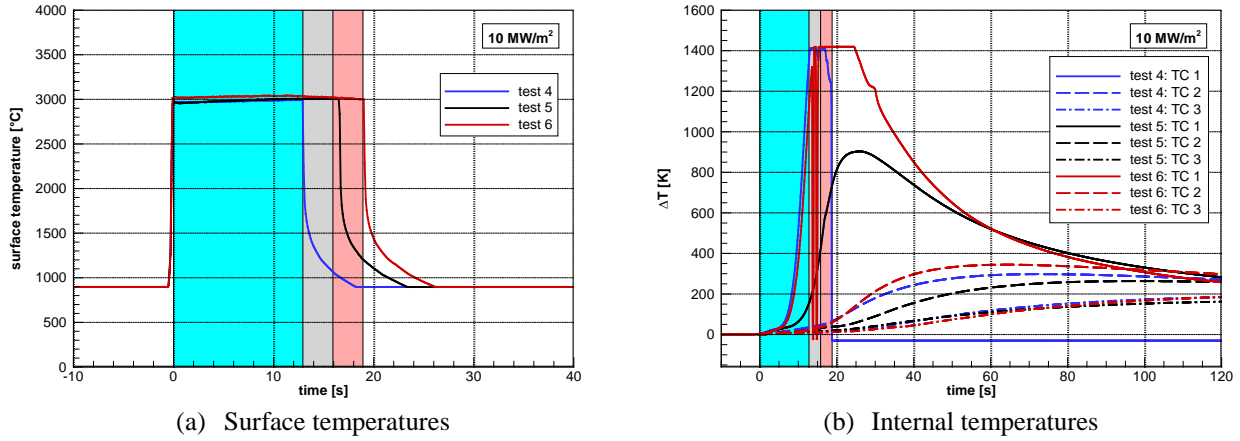 4000
3500
3000
2500
2000
1500
1000
500
0
surface temperature [°C]
-10
0
10
20
30
40
time [s]
10 MW/m²
test 4
test 5
test 6
(a) Surface temperatures
1600
1400
1200
1000
800
600
400
200
0
ΔT [K]
0
20
40
60
80
100
120
time [s]
10 MW/m²
test 4: TC 1
test 4: TC 2
test 4: TC 3
test 5: TC 1
test 5: TC 2
test 5: TC 3
test 6: TC 1
test 6: TC 2
test 6: TC 3
(b) Internal temperatures